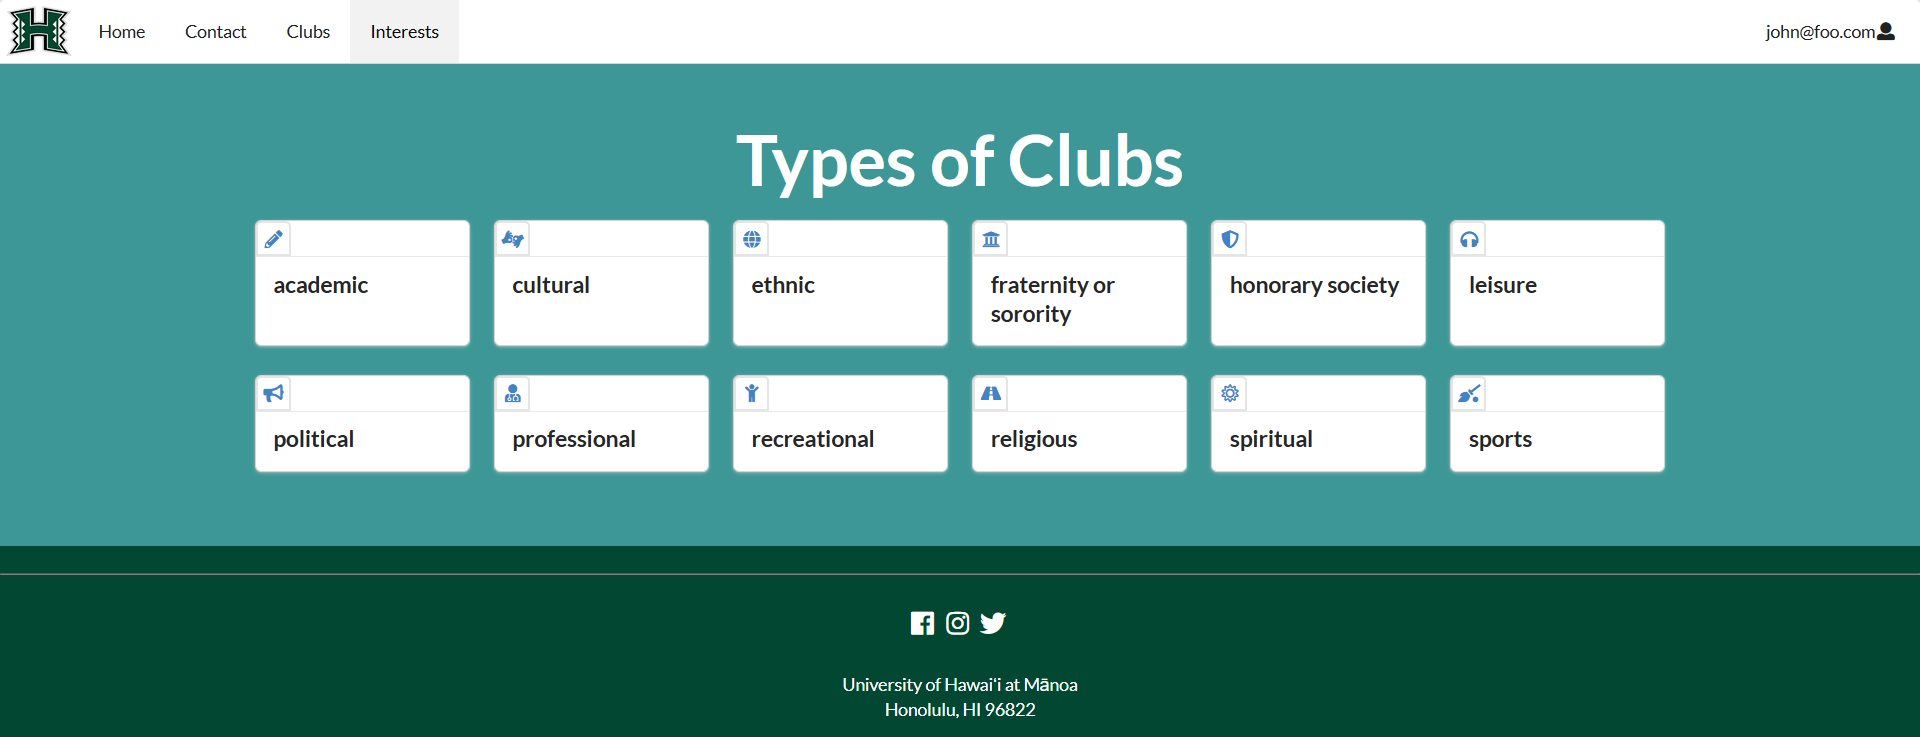 H
Home
Contact
Clubs
Interests
john@foo.com
Types of Clubs
academic
cultural
ethnic
fraternity or
sorority
honorary society
leisure
political
professional
recreational
religious
spiritual
sports
University of Hawaiʻi at Mānoa
Honolulu, HI 96822